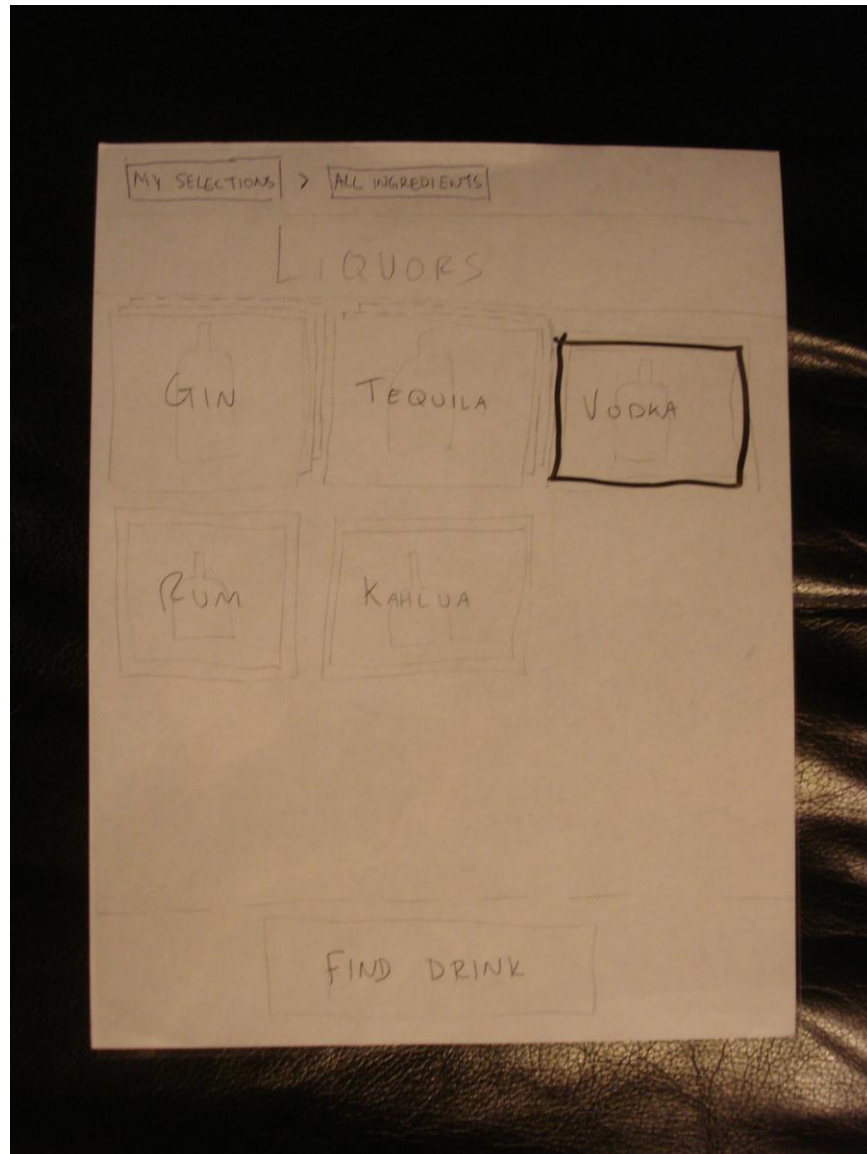 MY SELECTIONS > ALL INGREDIENTS
LIQUORS
GIN TEQUILA VODKA
RUM KAHLUA
FIND DRINK